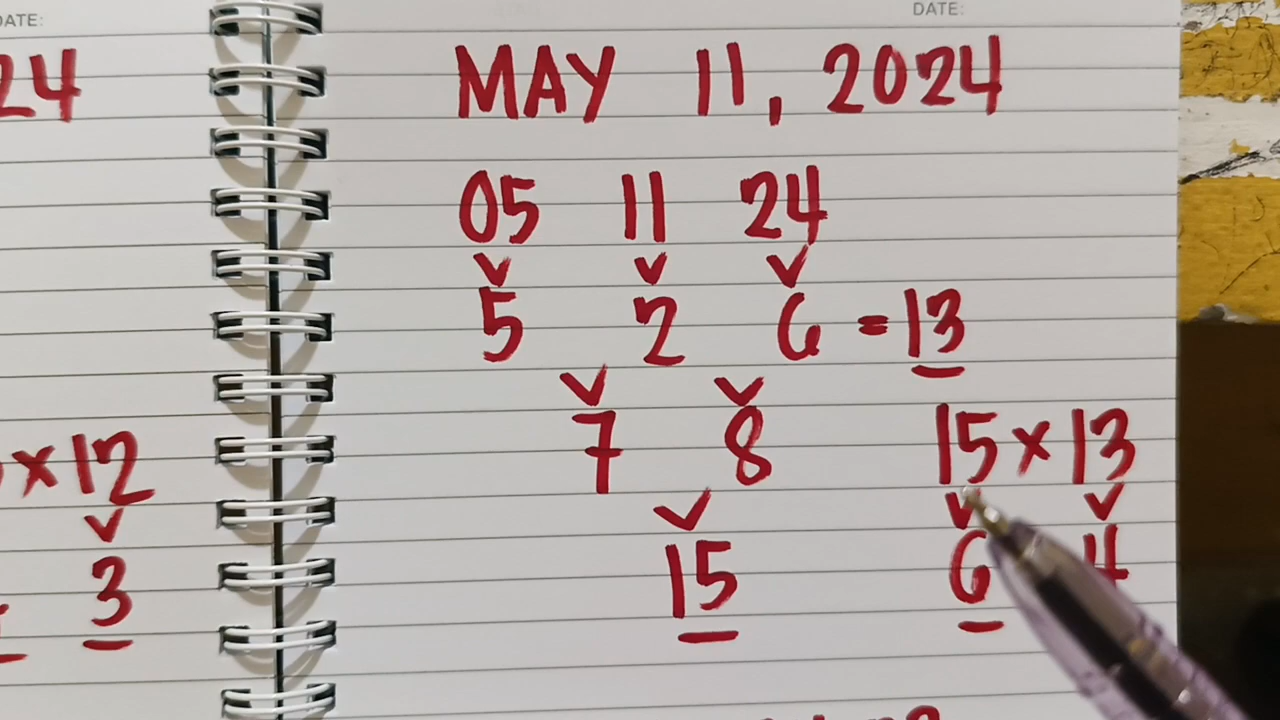 DATE:
24
×12
3
DATE:
MAY 11, 2024
05 11 24
5 2 6 = 13
7 8
15 × 13
15
6 4